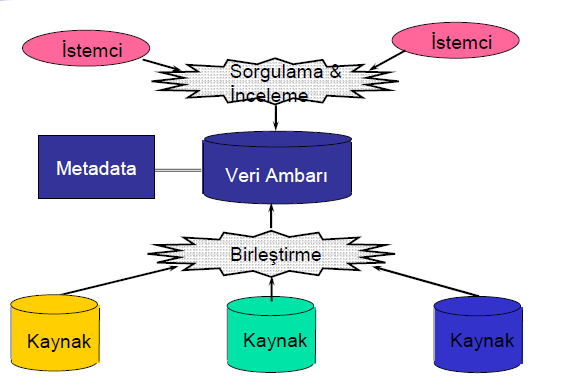 İstemci
İstemci
Sorgulama &
İnceleme
Metadata
Veri Ambarı
Birleştirme
Kaynak
Kaynak
Kaynak